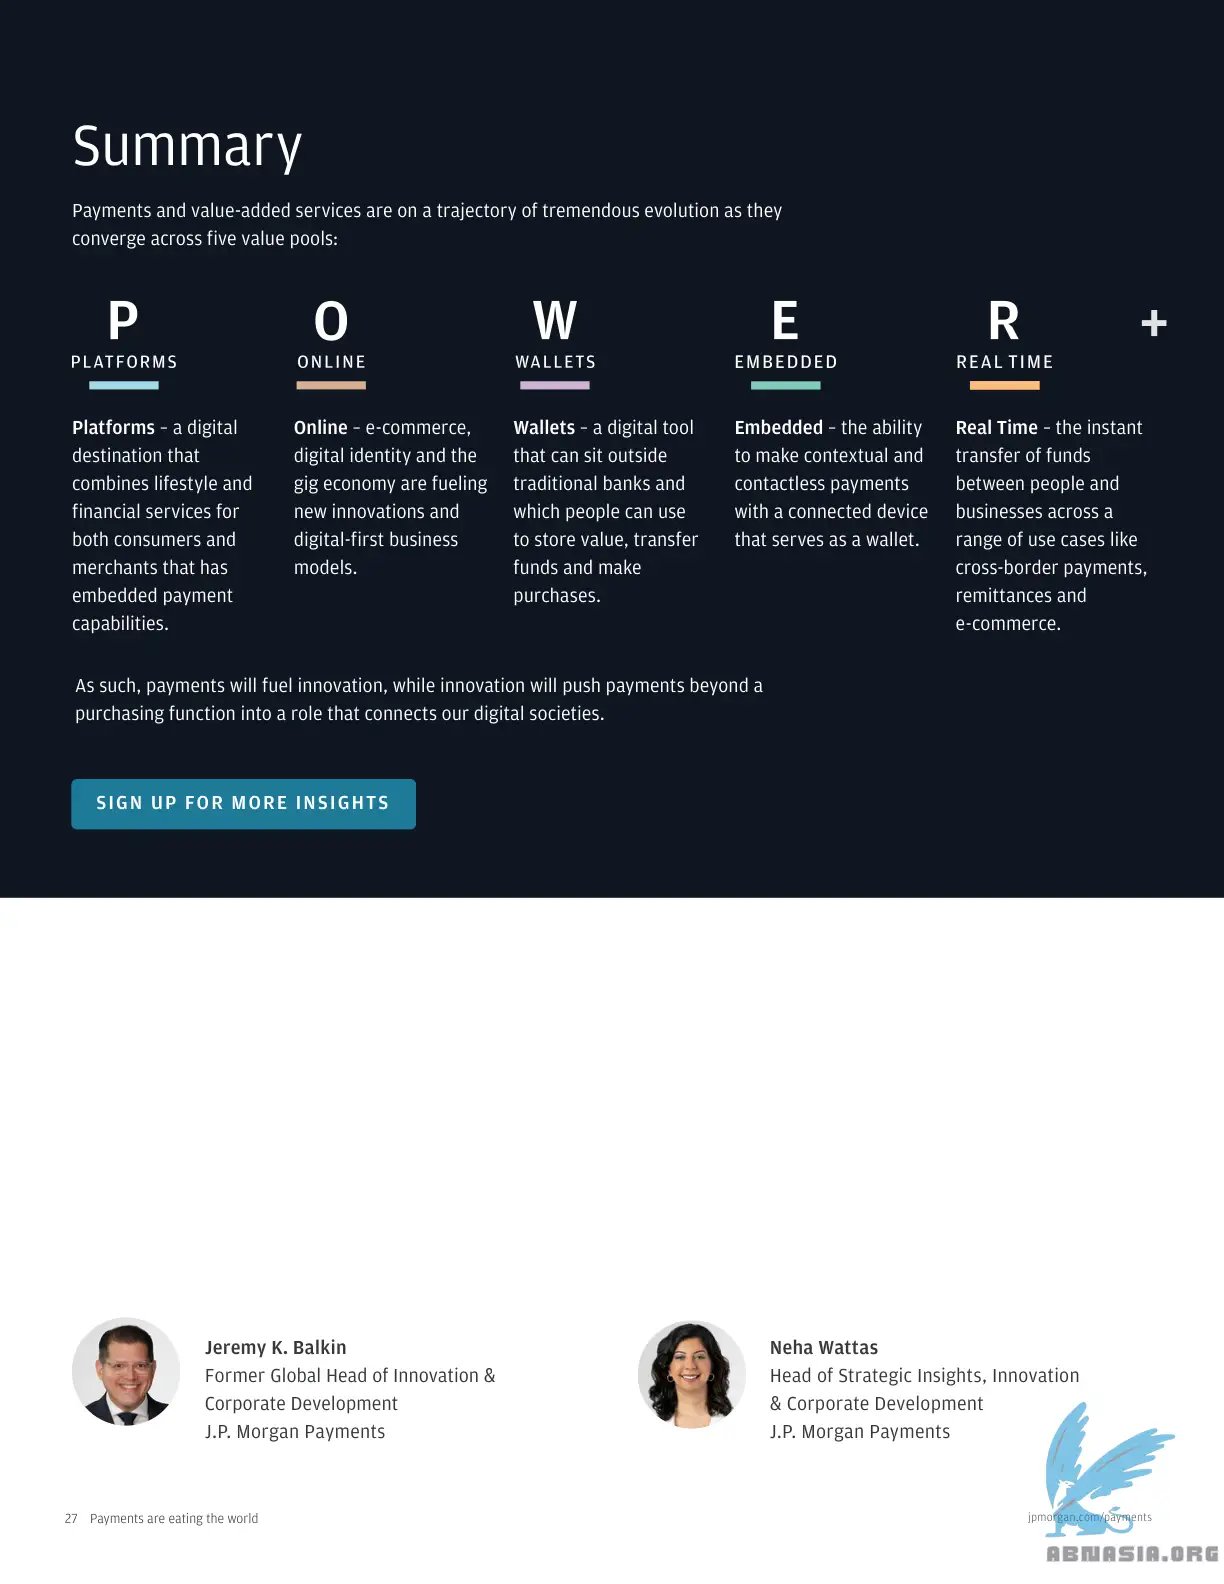 Summary
Payments and value-added services are on a trajectory of tremendous evolution as they
converge across five value pools:
P
PLATFORMS
O
ONLINE
W
WALLETS
E
EMBEDDED
R
REAL TIME
+
Platforms – a digital
destination that
combines lifestyle and
financial services for
both consumers and
merchants that has
embedded payment
capabilities.
Online – e-commerce,
digital identity and the
gig economy are fueling
new innovations and
digital-first business
models.
Wallets – a digital tool
that can sit outside
traditional banks and
which people can use
to store value, transfer
funds and make
purchases.
Embedded – the ability
to make contextual and
contactless payments
with a connected device
that serves as a wallet.
Real Time – the instant
transfer of funds
between people and
businesses across a
range of use cases like
cross-border payments,
remittances and
e-commerce.
As such, payments will fuel innovation, while innovation will push payments beyond a
purchasing function into a role that connects our digital societies.
SIGN UP FOR MORE INSIGHTS
Jeremy K. Balkin
Former Global Head of Innovation &
Corporate Development
J.P. Morgan Payments
Neha Wattas
Head of Strategic Insights, Innovation
& Corporate Development
J.P. Morgan Payments
27 Payments are eating the world
jpmorgan.com/payments
ABNASIA.ORG